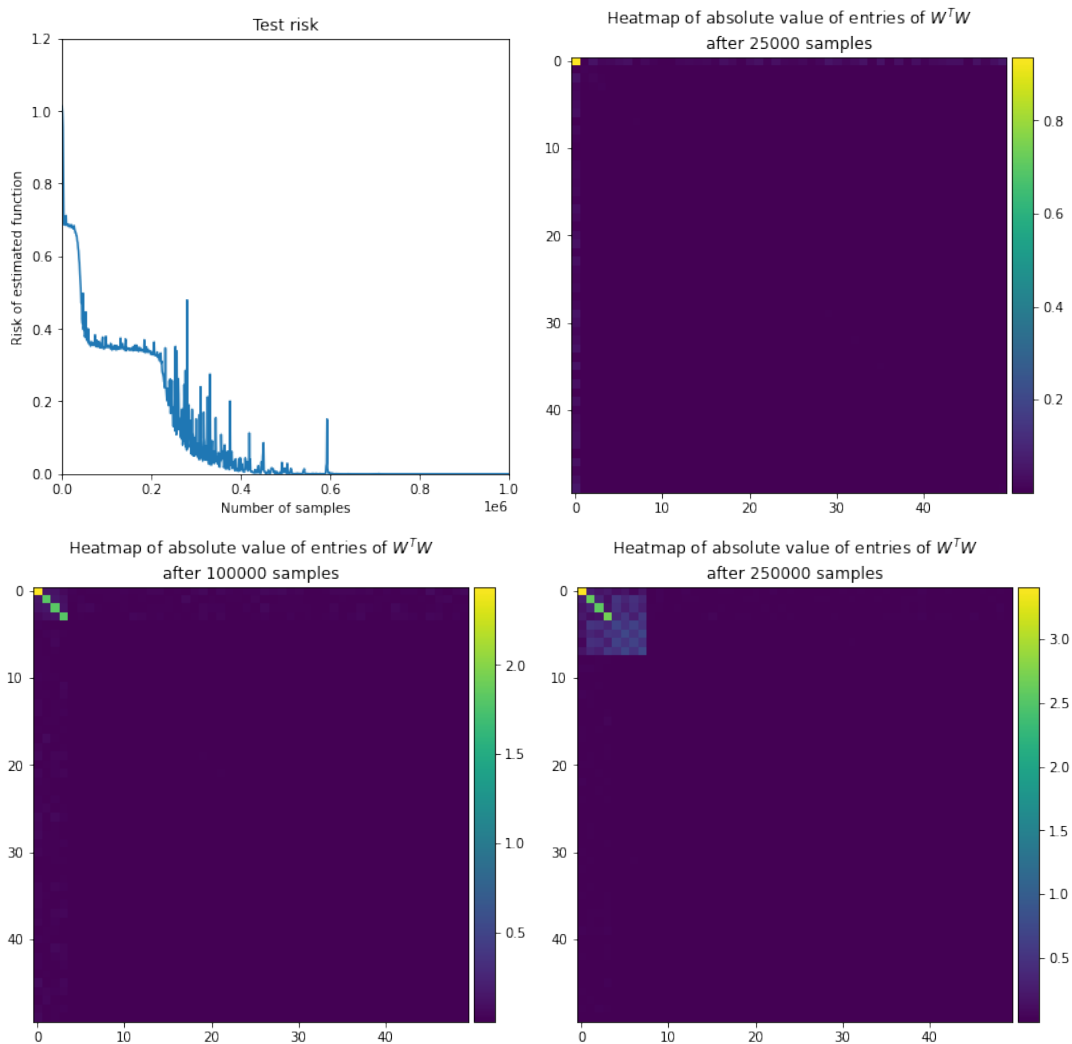 Test risk
1.2
1.0
0.8
0.6
0.4
0.2
0.0
Risk of estimated function
0.0 0.2 0.4 0.6 0.8 1.0
1e6
Number of samples
Heatmap of absolute value of entries of W^TW
after 25000 samples
0
10
20
30
40
0 10 20 30 40
0.8
0.6
0.4
0.2
Heatmap of absolute value of entries of W^TW
after 100000 samples
0
10
20
30
40
0 10 20 30 40
2.0
1.5
1.0
0.5
Heatmap of absolute value of entries of W^TW
after 250000 samples
0
10
20
30
40
0 10 20 30 40
3.0
2.5
2.0
1.5
1.0
0.5